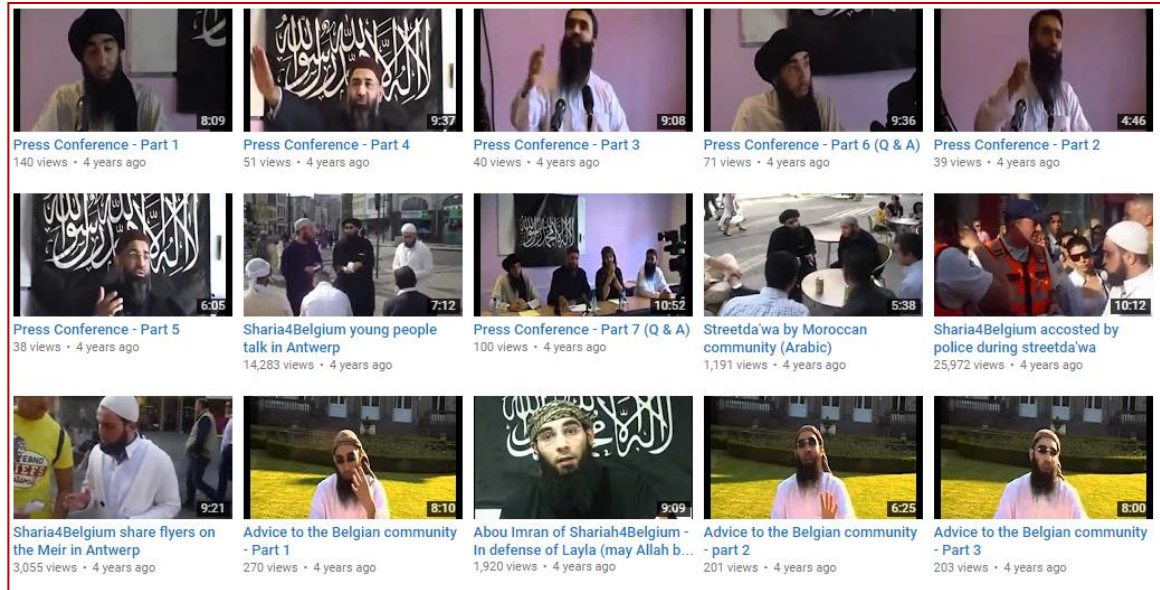 8:09
9:37
9:08
9:36
4:46
Press Conference - Part 1
140 views • 4 years ago
Press Conference - Part 4
51 views • 4 years ago
Press Conference - Part 3
40 views • 4 years ago
Press Conference - Part 6 (Q & A)
71 views • 4 years ago
Press Conference - Part 2
39 views • 4 years ago
6:05
7:12
10:52
5:38
10:12
Press Conference - Part 5
38 views • 4 years ago
Sharia4Belgium young people
talk in Antwerp
14,283 views • 4 years ago
Press Conference - Part 7 (Q & A)
100 views • 4 years ago
Streetda'wa by Moroccan
community (Arabic)
1,191 views • 4 years ago
Sharia4Belgium accosted by
police during streetda'wa
25,972 views • 4 years ago
9:21
8:10
9:09
6:25
8:00
Sharia4Belgium share flyers on
the Meir in Antwerp
3,055 views • 4 years ago
Advice to the Belgian community
- Part 1
270 views • 4 years ago
Abou Imran of Shariah4Belgium -
In defense of Layla (may Allah b...
1,920 views • 4 years ago
Advice to the Belgian community
- part 2
201 views • 4 years ago
Advice to the Belgian community
- Part 3
203 views • 4 years ago